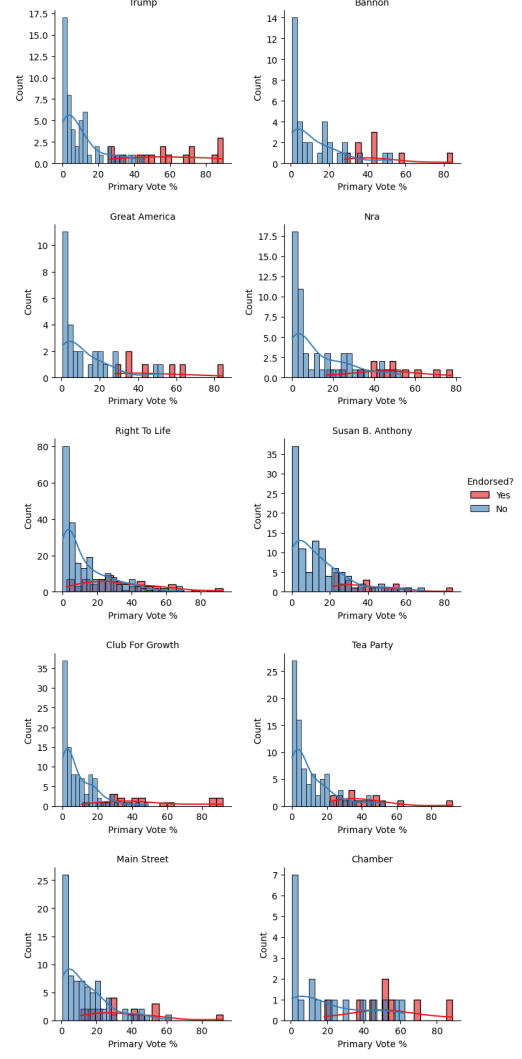 Trump
Bannon
17.5
15.0
12.5
10.0
7.5
5.0
2.5
0.0
Count
0 20 40 60 80
Primary Vote %
14
12
10
8
6
4
2
0
Count
0 20 40 60 80
Primary Vote %
Great America
Nra
10
8
6
4
2
0
Count
0 20 40 60 80
Primary Vote %
17.5
15.0
12.5
10.0
7.5
5.0
2.5
0.0
Count
0 20 40 60 80
Primary Vote %
Right To Life
Susan B. Anthony
80
60
40
20
0
Count
0 20 40 60 80
Primary Vote %
35
30
25
20
15
10
5
0
Count
0 20 40 60 80
Primary Vote %
Endorsed?
Yes
No
Club For Growth
Tea Party
35
30
25
20
15
10
5
0
Count
0 20 40 60 80
Primary Vote %
25
20
15
10
5
0
Count
0 20 40 60 80
Primary Vote %
Main Street
Chamber
25
20
15
10
5
0
Count
0 20 40 60 80
Primary Vote %
7
6
5
4
3
2
1
0
Count
0 20 40 60 80
Primary Vote %